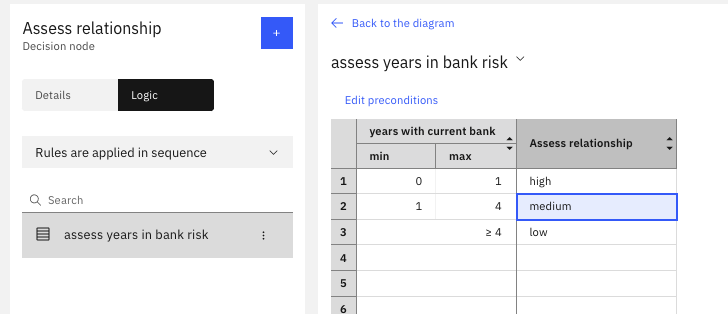 Assess relationship
Decision node
+
Details
Logic
Rules are applied in sequence
Search
assess years in bank risk
Back to the diagram
assess years in bank risk
Edit preconditions
years with current bank
Assess relationship
min max
1 0 1 high
2 1 4 medium
3 ≥ 4 low
4
5
6